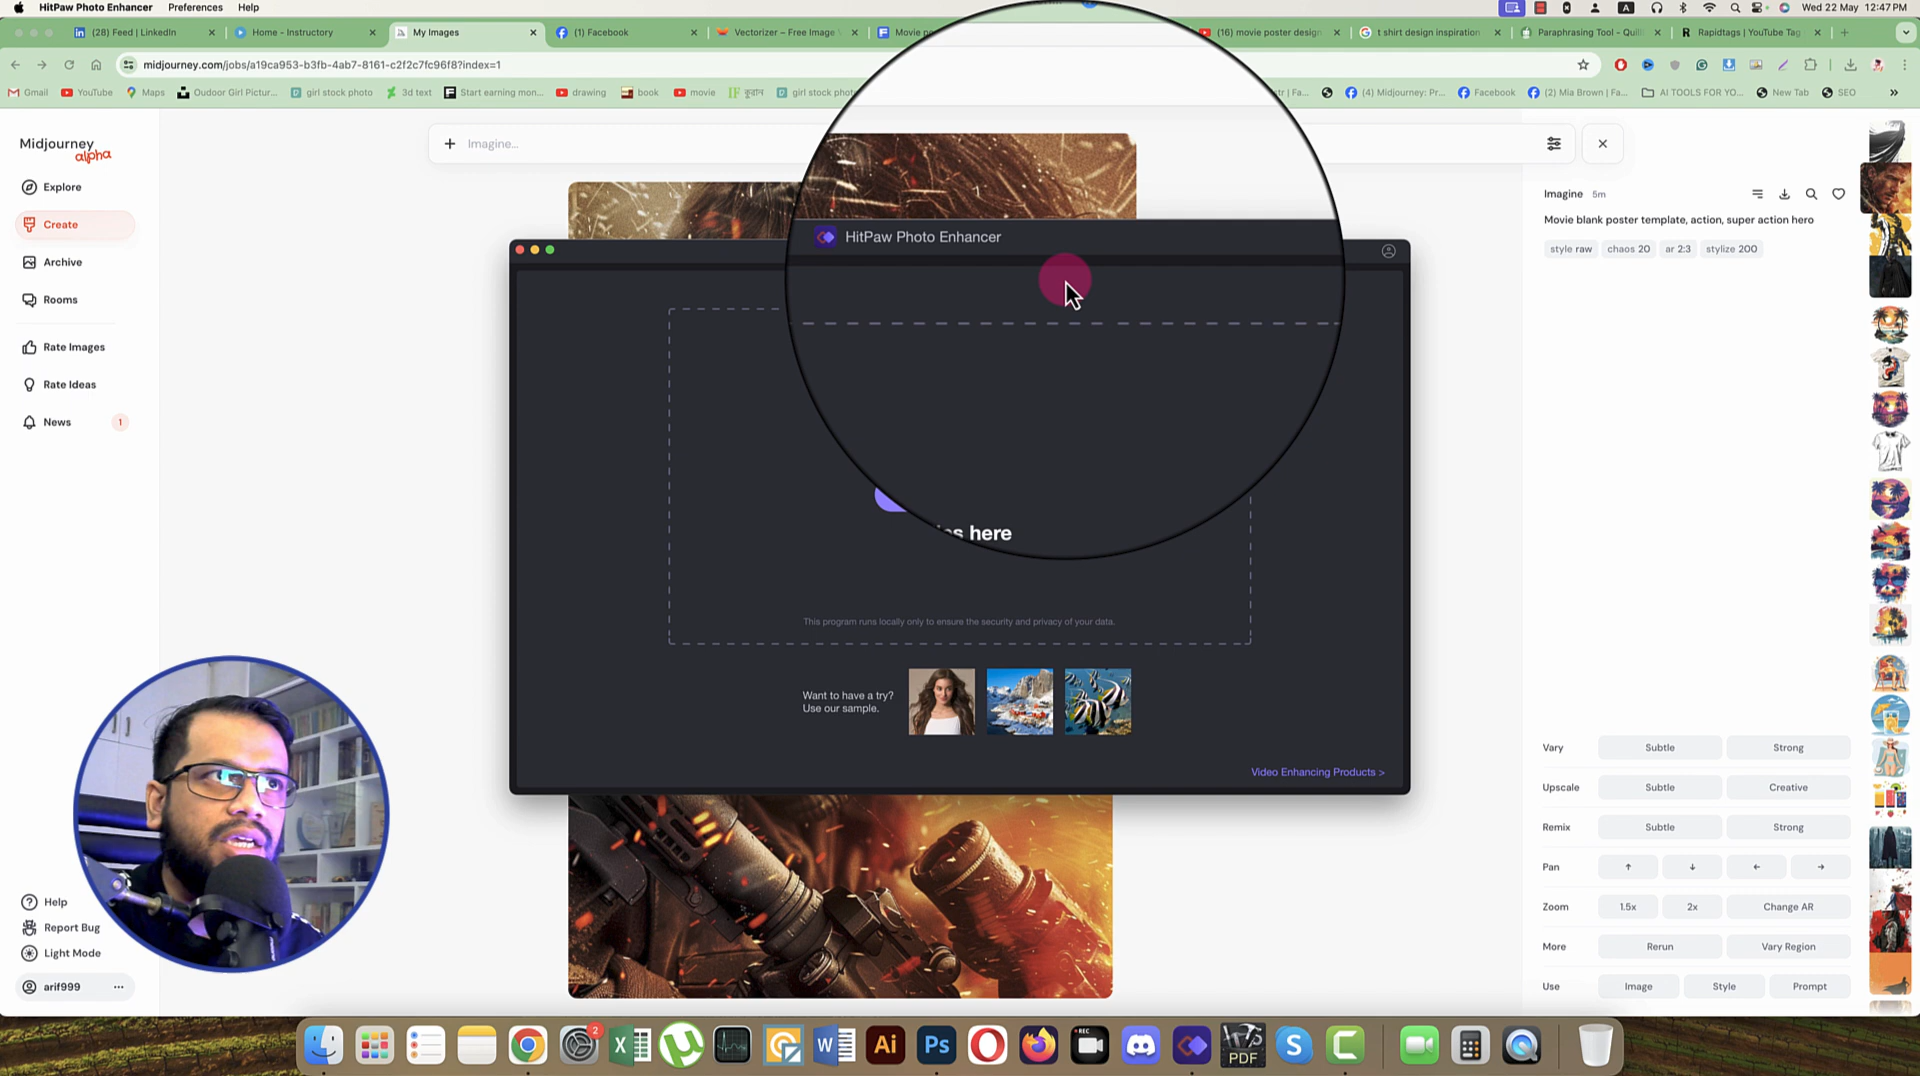 HitPaw Photo Enhancer Preferences Help
A Wed 22 May 12:47 PM
(28) Feed | LinkedIn
Home - Instructory
My Images
(1) Facebook
Vectorizer – Free Image
Movie po
(16) movie poster design
t shirt design inspiration
Paraphrasing Tool - Quill
Rapidtags | YouTube Tag
midjourney.com/jobs/a19ca953-b3fb-4ab7-8161-c2f2c7fc96f8?index=1
Gmail
YouTube
Maps
Oudoor Girl Pictur...
girl stock photo
3d text
Start earning mon...
drawing
book
movie
কুরআন
girl stock phot
(4) Midjourney: Pr...
Facebook
(2) Mia Brown | Fa...
AI TOOLS FOR YO...
New Tab
SEO
Midjourney
alpha
Explore
Create
Archive
Rooms
Rate Images
Rate Ideas
News 1
Help
Report Bug
Light Mode
arif999
Imagine...
HitPaw Photo Enhancer
es here
This program runs locally only to ensure the security and privacy of your data.
Want to have a try?
Use our sample.
Video Enhancing Products >
Imagine 5m
Movie blank poster template, action, super action hero
style raw chaos 20 ar 2:3 stylize 200
Vary Subtle Strong
Upscale Subtle Creative
Remix Subtle Strong
Pan
Zoom 1.5x 2x Change AR
More Rerun Vary Region
Use Image Style Prompt
2
Ai
Ps
REC
PDF